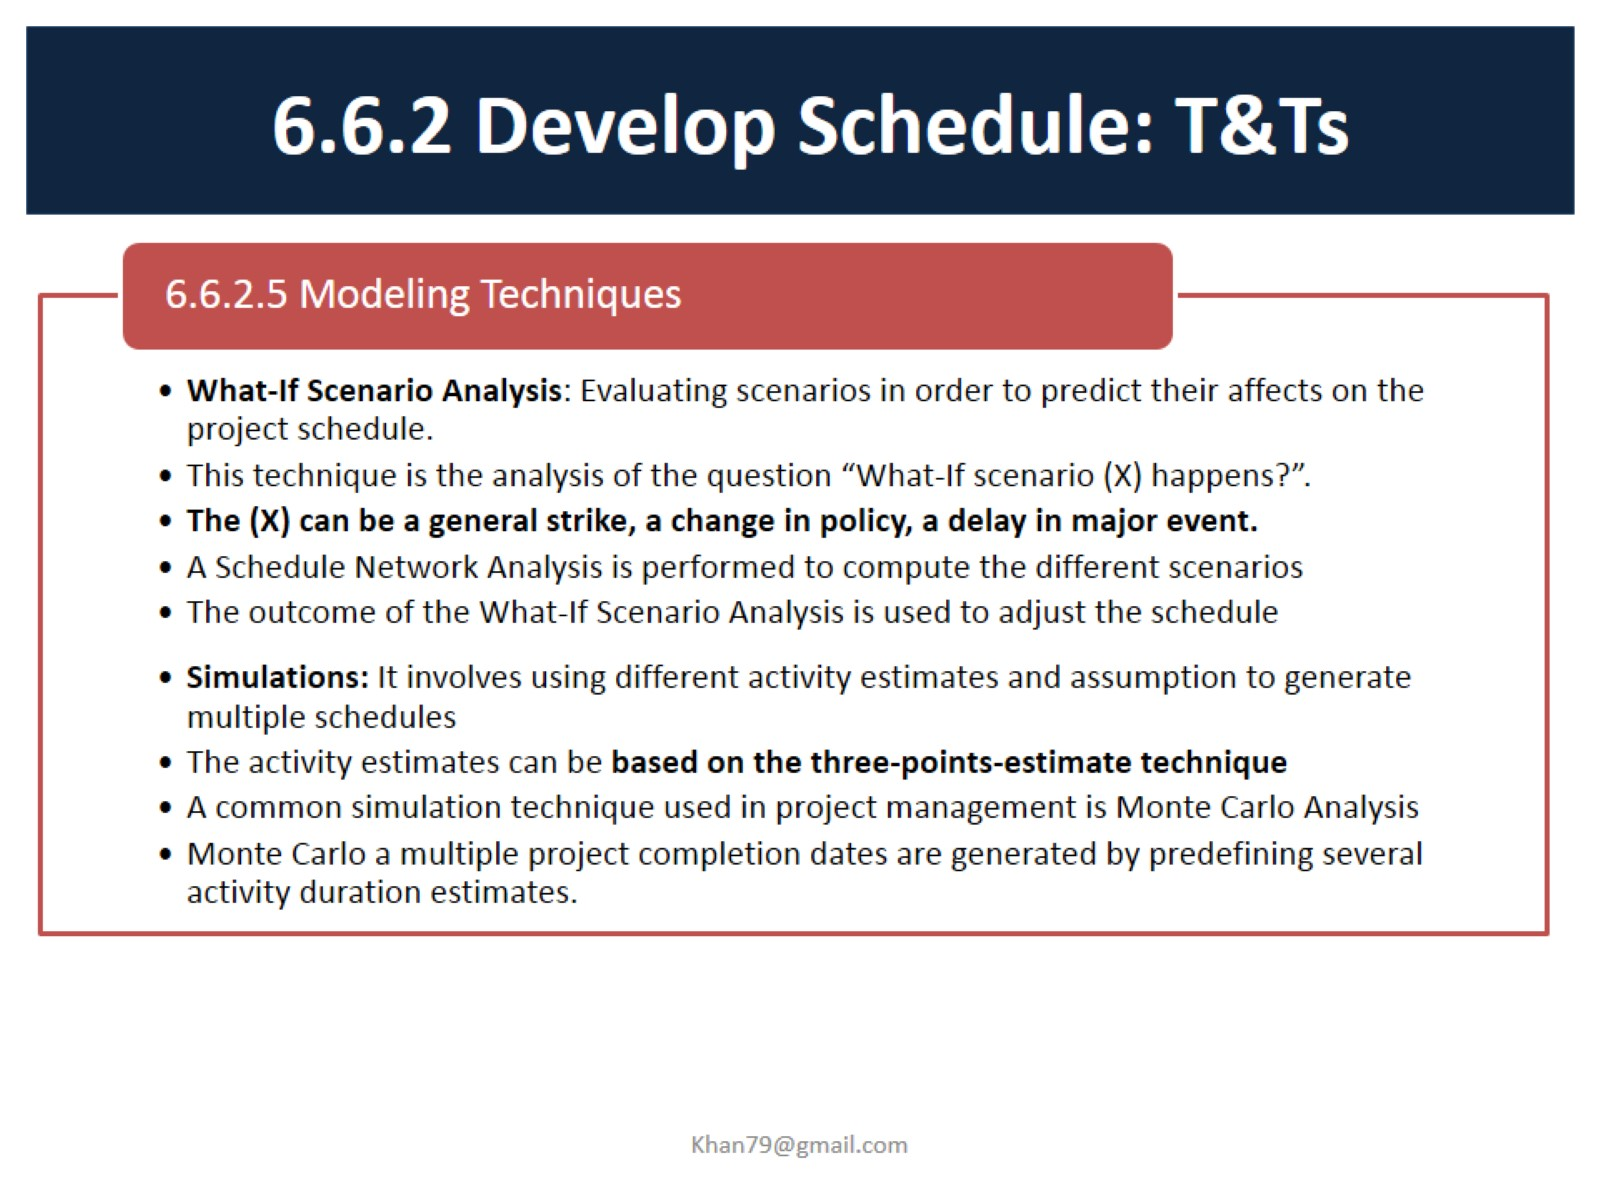 6.6.2 Develop Schedule: T&Ts
6.6.2.5 Modeling Techniques
• What-If Scenario Analysis: Evaluating scenarios in order to predict their affects on the
project schedule.
• This technique is the analysis of the question “What-If scenario (X) happens?”.
• The (X) can be a general strike, a change in policy, a delay in major event.
• A Schedule Network Analysis is performed to compute the different scenarios
• The outcome of the What-If Scenario Analysis is used to adjust the schedule
• Simulations: It involves using different activity estimates and assumption to generate
multiple schedules
• The activity estimates can be based on the three-points-estimate technique
• A common simulation technique used in project management is Monte Carlo Analysis
• Monte Carlo a multiple project completion dates are generated by predefining several
activity duration estimates.
Khan79@gmail.com